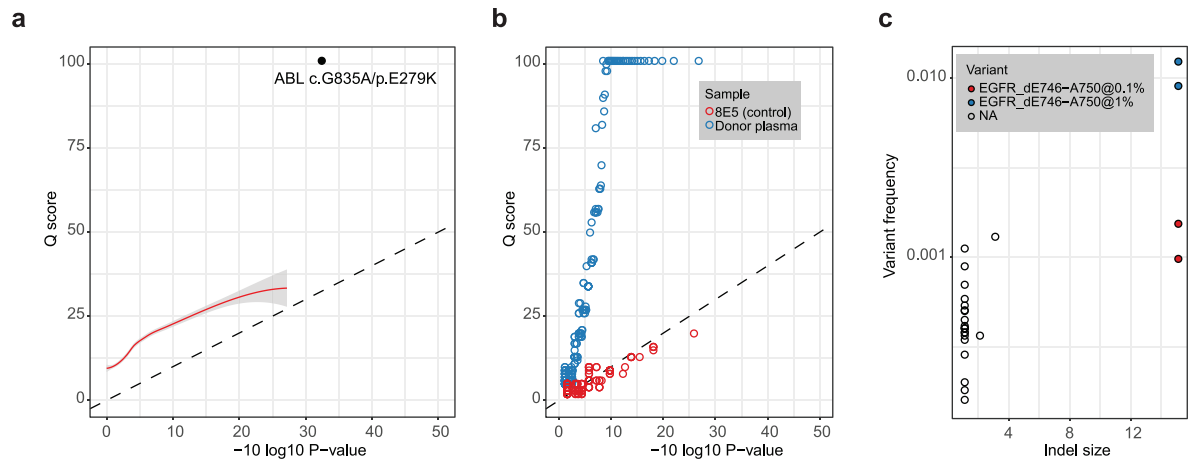 a
100
75
50
25
0
Q score
ABL c.G835A/p.E279K
0
10
20
30
40
50
−10 log10 P-value
b
100
75
50
25
0
Q score
Sample
8E5 (control)
Donor plasma
0
10
20
30
40
50
−10 log10 P-value
c
0.010
0.001
Variant frequency
Variant
EGFR_dE746−A750@0.1%
EGFR_dE746−A750@1%
NA
4
8
12
Indel size